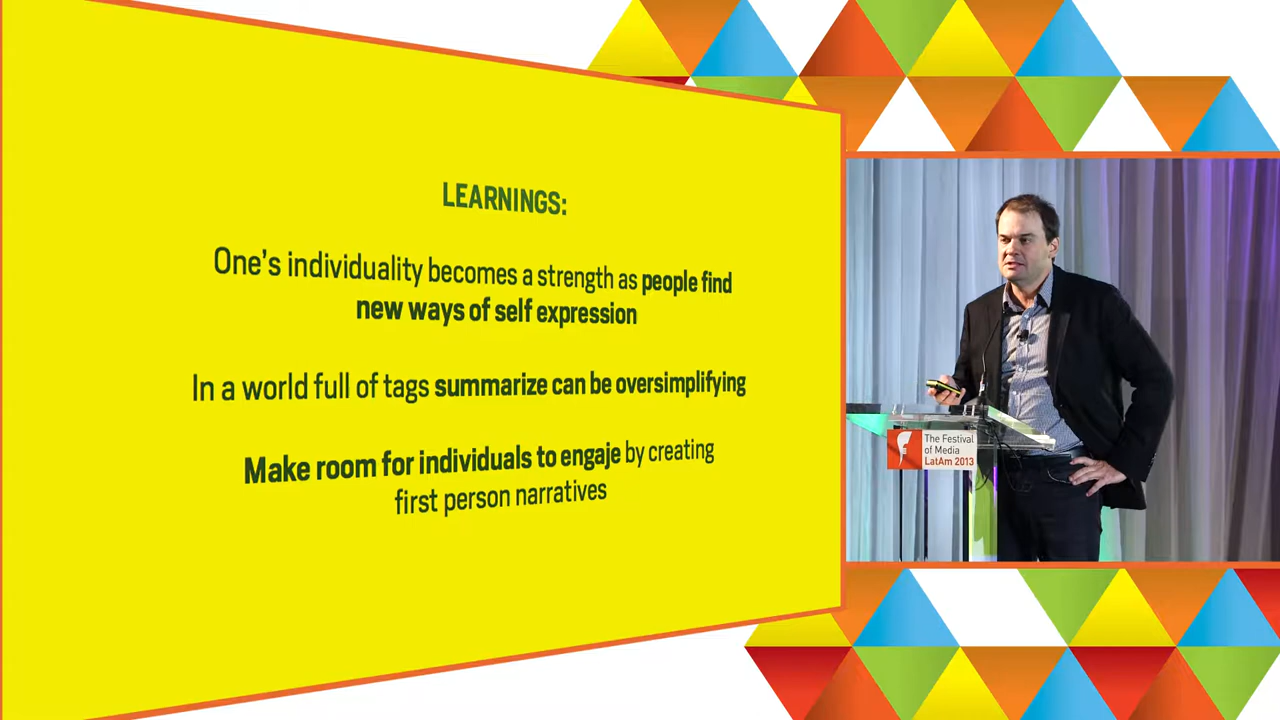 LEARNINGS:
One's individuality becomes a strength as people find
new ways of self expression
In a world full of tags summarize can be oversimplifying
Make room for individuals to engaje by creating
first person narratives
The Festival
of Media
LatAm 2013